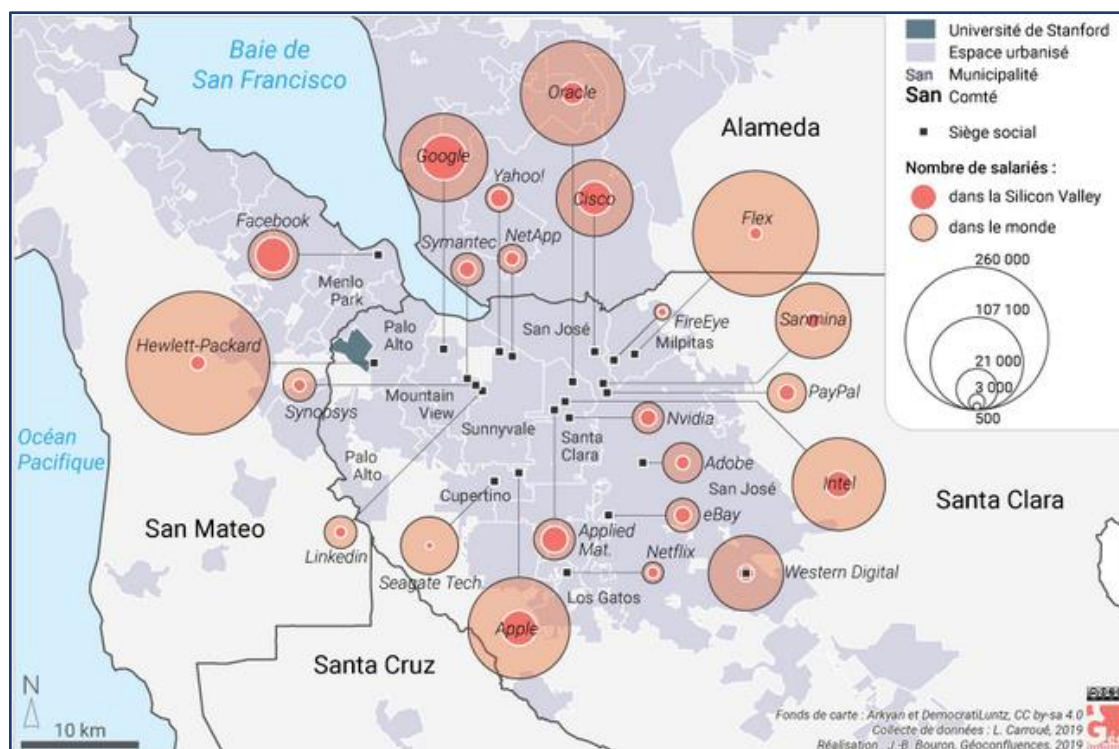 Baie de
San Francisco
Océan
Pacifique
Alameda
San Mateo
Santa Cruz
Santa Clara
Oracle
Google
Yahoo!
Cisco
Flex
Facebook
Symantec
NetApp
FireEye
Sanmina
Hewlett-Packard
Synopsys
PayPal
Nvidia
Adobe
Intel
eBay
Applied
Mat.
Netflix
Western Digital
Linkedin
Seagate Tech.
Apple
Menlo
Park
Palo
Alto
San José
Milpitas
Mountain
View
Sunnyvale
Santa
Clara
Palo
Alto
Cupertino
San José
Los Gatos
Université de Stanford
Espace urbanisé
San Municipalité
San Comté
Siège social
Nombre de salariés :
dans la Silicon Valley
dans le monde
260 000
107 100
21 000
3 000
500
N
10 km
Fonds de carte : Arkyan et DemocratiLuntz, CC by-sa 4.0
Collecte de données : L. Carroué, 2019
Réalisation : J.-B. Bouron, Géoconfluences, 2019